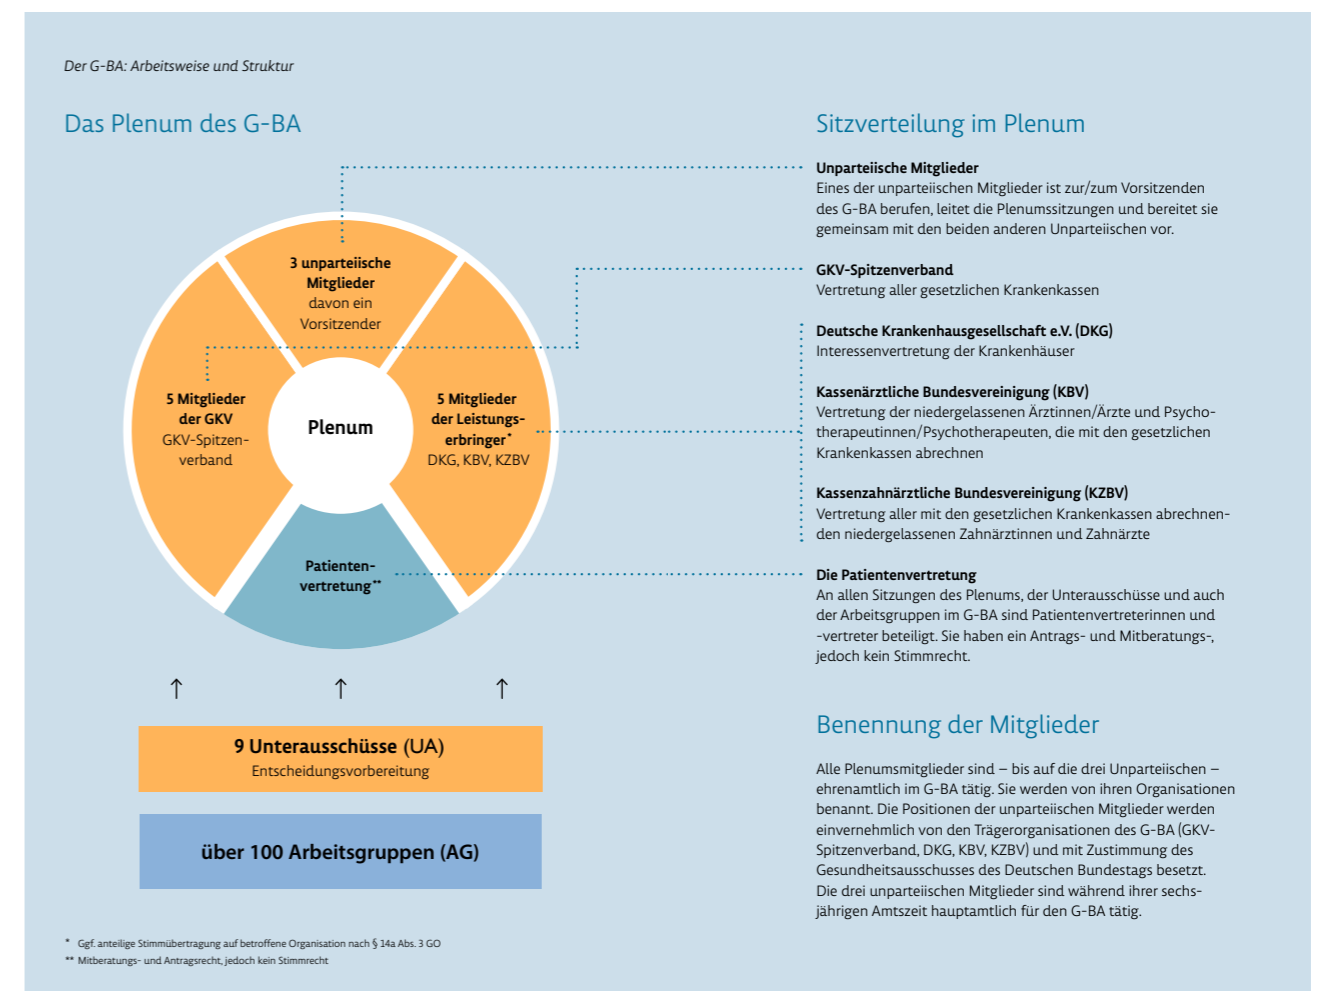 Der G-BA: Arbeitsweise und Struktur
Das Plenum des G-BA
3 unparteiische
Mitglieder
davon ein
Vorsitzender
5 Mitglieder
der GKV
GKV-Spitzen-
verband
Plenum
5 Mitglieder
der Leistungs-
erbringer*
DKG, KBV, KZBV
Patienten-
vertretung**
↑ ↑ ↑
9 Unterausschüsse (UA)
Entscheidungsvorbereitung
über 100 Arbeitsgruppen (AG)
* Ggf. anteilige Stimmübertragung auf betroffene Organisation nach § 14a Abs. 3 GO
** Mitberatungs- und Antragsrecht, jedoch kein Stimmrecht
Sitzverteilung im Plenum
Unparteiische Mitglieder
Eines der unparteiischen Mitglieder ist zur/zum Vorsitzenden
des G-BA berufen, leitet die Plenumssitzungen und bereitet sie
gemeinsam mit den beiden anderen Unparteiischen vor.
GKV-Spitzenverband
Vertretung aller gesetzlichen Krankenkassen
Deutsche Krankenhausgesellschaft e.V. (DKG)
Interessenvertretung der Krankenhäuser
Kassenärztliche Bundesvereinigung (KBV)
Vertretung der niedergelassenen Ärztinnen/Ärzte und Psycho-
therapeutinnen/Psychotherapeuten, die mit den gesetzlichen
Krankenkassen abrechnen
Kassenzahnärztliche Bundesvereinigung (KZBV)
Vertretung aller mit den gesetzlichen Krankenkassen abrechnen-
den niedergelassenen Zahnärztinnen und Zahnärzte
Die Patientenvertretung
An allen Sitzungen des Plenums, der Unterausschüsse und auch
der Arbeitsgruppen im G-BA sind Patientenvertreterinnen und
-vertreter beteiligt. Sie haben ein Antrags- und Mitberatungs-,
jedoch kein Stimmrecht.
Benennung der Mitglieder
Alle Plenumsmitglieder sind – bis auf die drei Unparteiischen –
ehrenamtlich im G-BA tätig. Sie werden von ihren Organisationen
benannt. Die Positionen der unparteiischen Mitglieder werden
einvernehmlich von den Trägerorganisationen des G-BA (GKV-
Spitzenverband, DKG, KBV, KZBV) und mit Zustimmung des
Gesundheitsausschusses des Deutschen Bundestags besetzt.
Die drei unparteiischen Mitglieder sind während ihrer sechs-
jährigen Amtszeit hauptamtlich für den G-BA tätig.